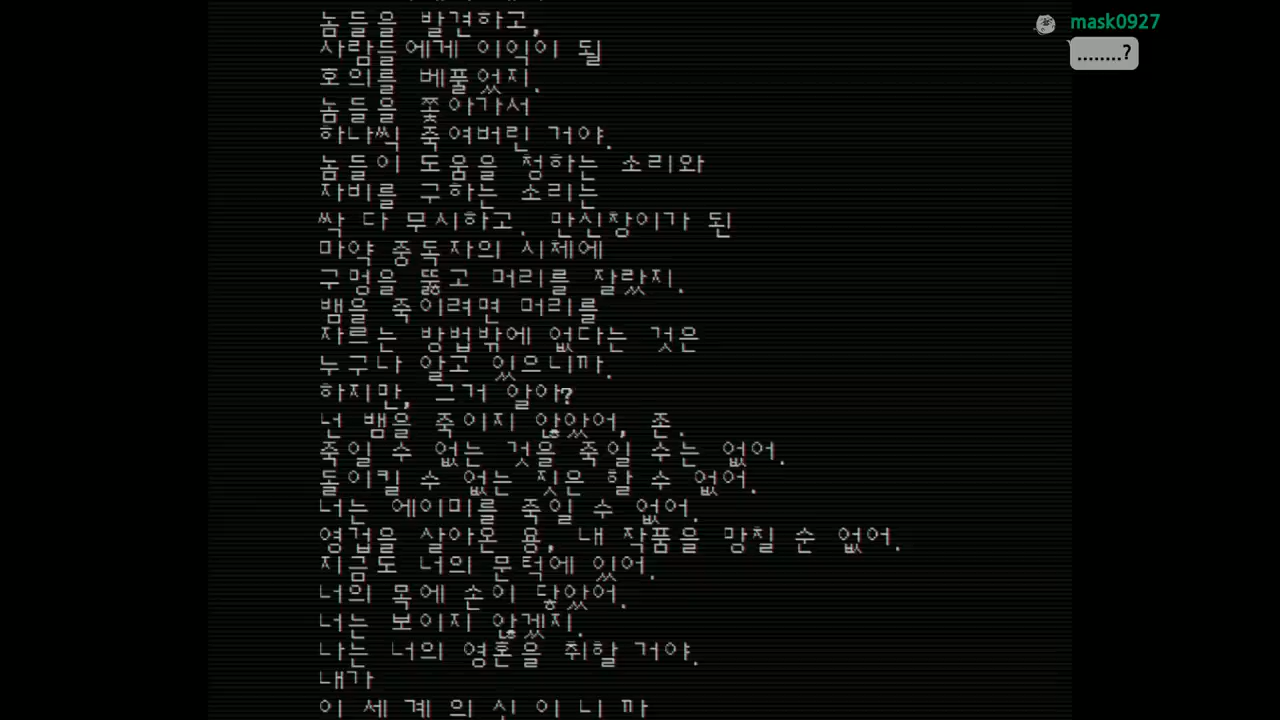 놈들을 발견하고,
사람들에게 이익이 될
호의를 베풀었지.
놈들을 쫓아가서
하나씩 죽여버린 거야.
놈들이 도움을 청하는 소리와
자비를 구하는 소리는
싹 다 무시하고. 만신창이가 된
마약 중독자의 시체에
구멍을 뚫고 머리를 잘랐지.
뱀을 죽이려면 머리를
자르는 방법밖에 없다는 것은
누구나 알고 있으니까.
하지만, 그거 알아?
넌 뱀을 죽이지 않았어, 존.
죽일 수 없는 것을 죽일 수는 없어.
돌이킬 수 없는 짓은 할 수 없어.
너는 에이미를 죽일 수 없어.
영겁을 살아온 용, 내 작품을 망칠 순 없어.
지금도 너의 문턱에 있어.
너의 목에 손이 닿았어.
너는 보이지 않겠지.
나는 너의 영혼을 취할 거야.
내가
이 세계의 신이니까
mask0927
........?